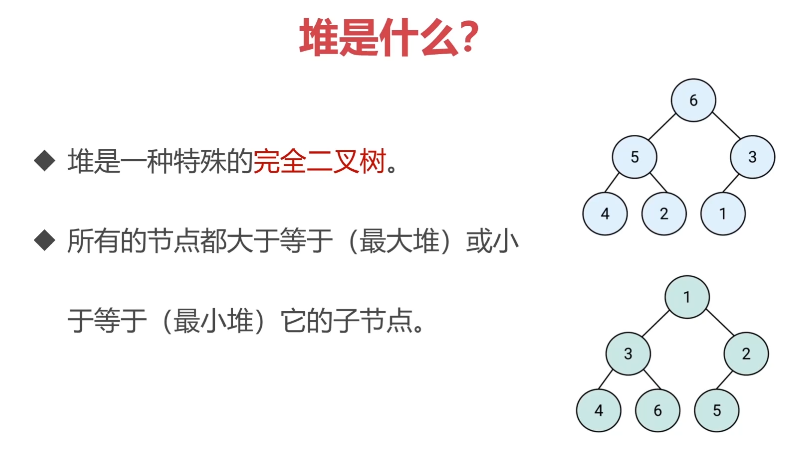 堆是什么？
◆ 堆是一种特殊的完全二叉树。
◆ 所有的节点都大于等于（最大堆）或小
于等于（最小堆）它的子节点。
6
5 3
4 2 1
1
3 2
4 6 5